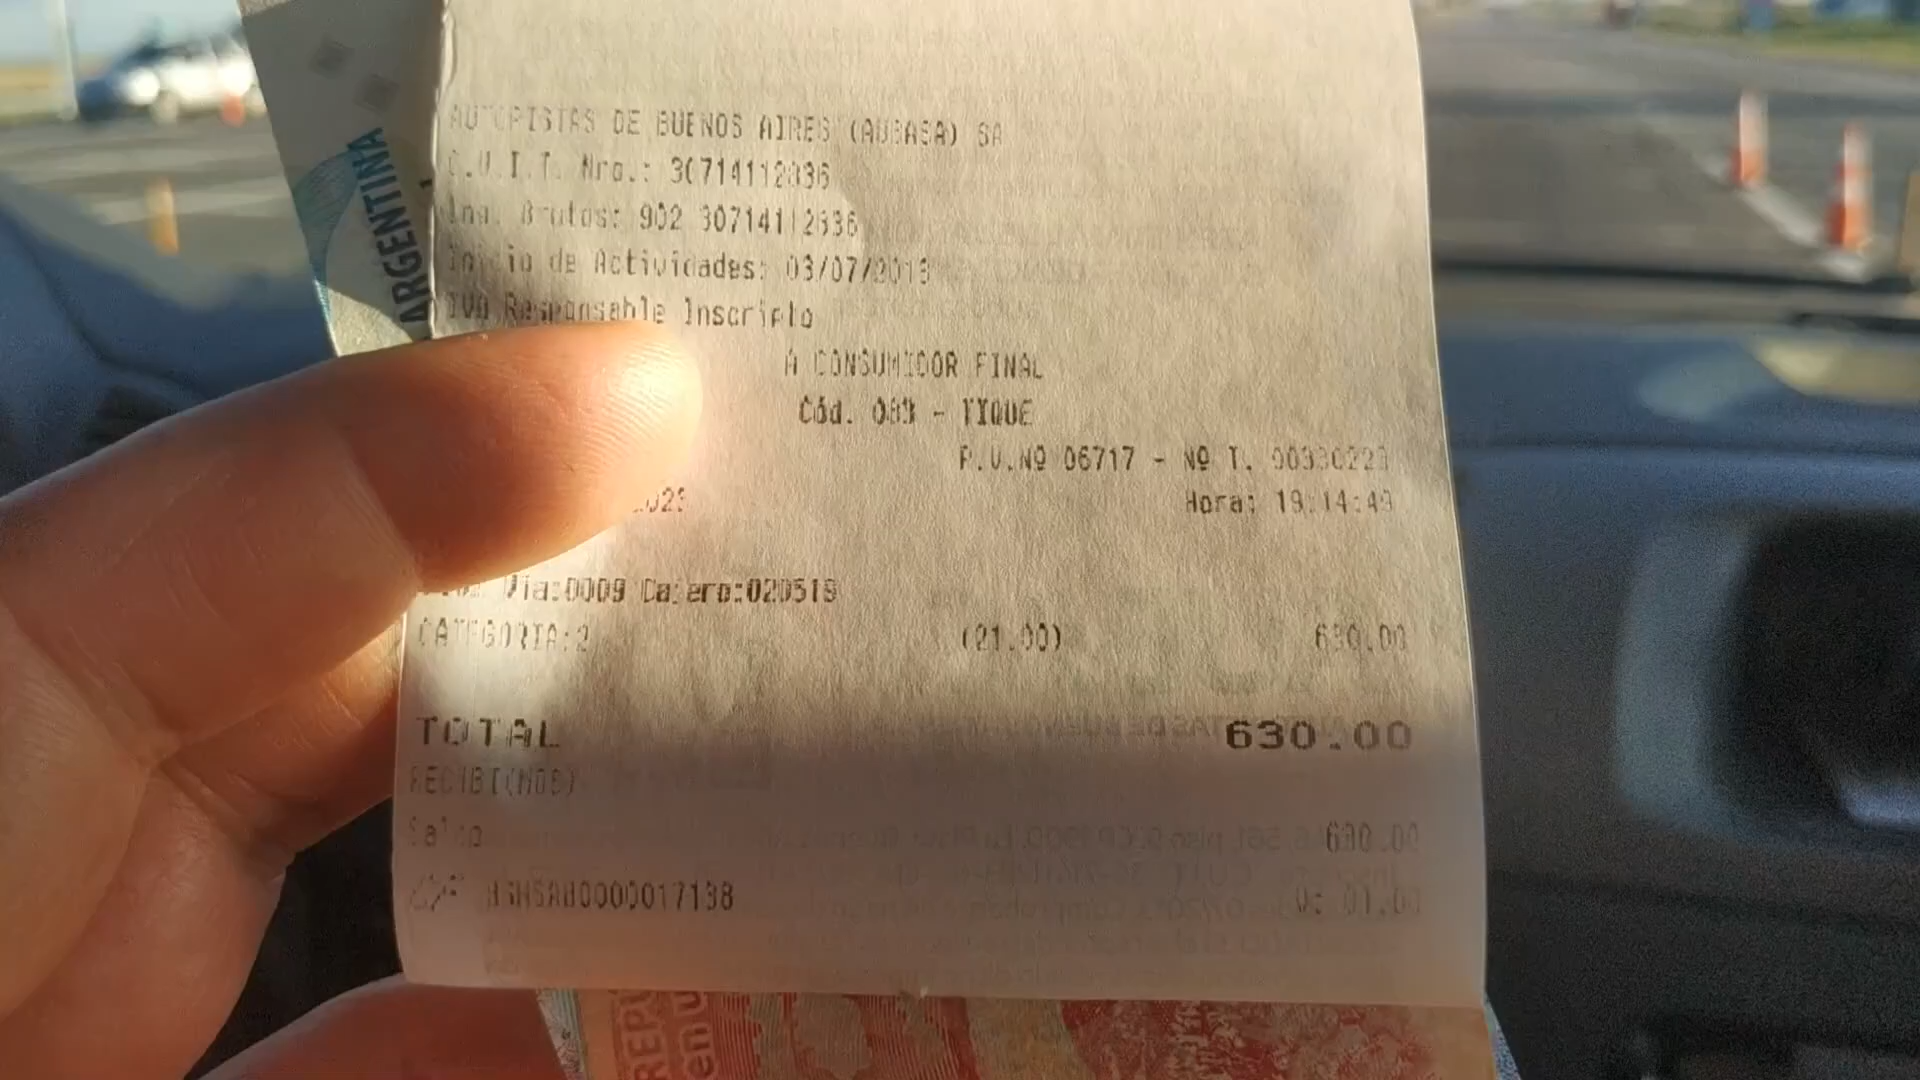 AUTOPISTAS DE BUENOS AIRES (AUBASA) SA
C.U.I.T. Nro.: 30714112836
Ing. Brutos: 902 30714112836
Inicio de Actividades: 03/07/2013
IVA Responsable Inscripto
A CONSUMIDOR FINAL
Cód. 083 - TIQUE
P.V.Nº 06717 - Nº T. 00330223
Hora: 19:14:49
Via:0009 Cajero:020519
CATEGORIA:2 (21.00) 630.00
TOTAL 630.00
RECIBI(MOS)
630.00
ARGENTINA